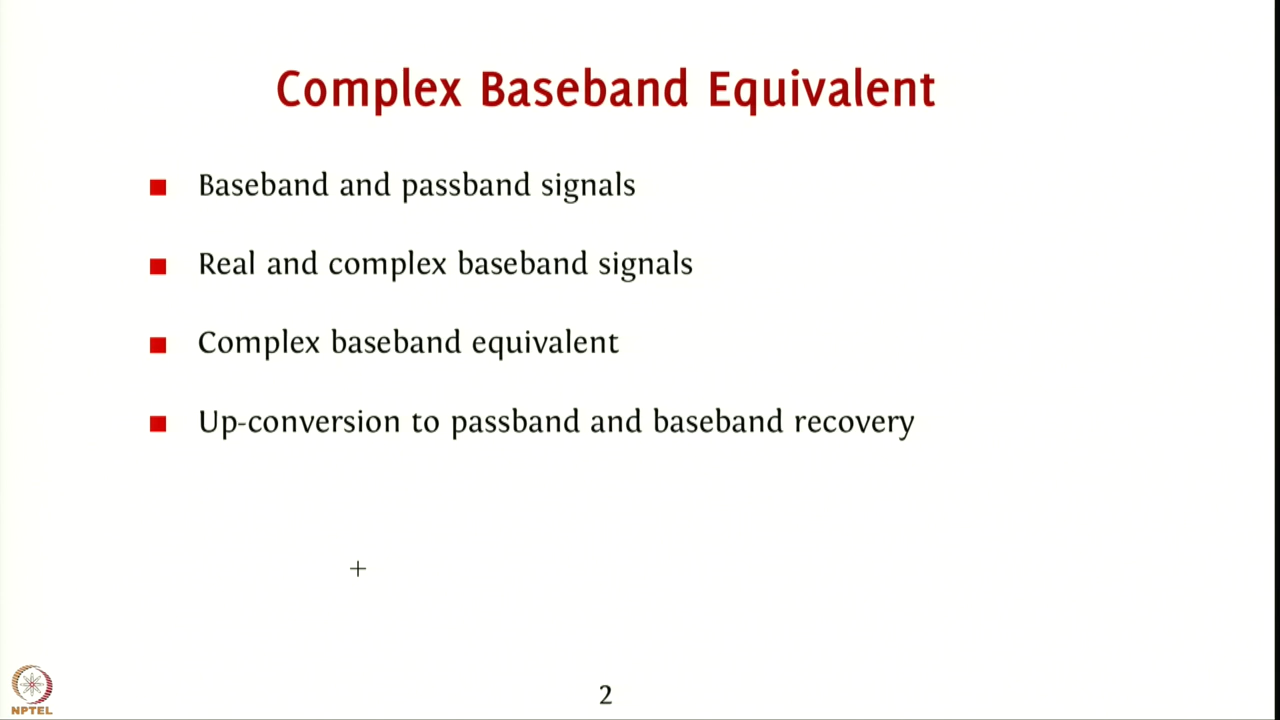 Complex Baseband Equivalent
Baseband and passband signals
Real and complex baseband signals
Complex baseband equivalent
Up-conversion to passband and baseband recovery
NPTEL
2